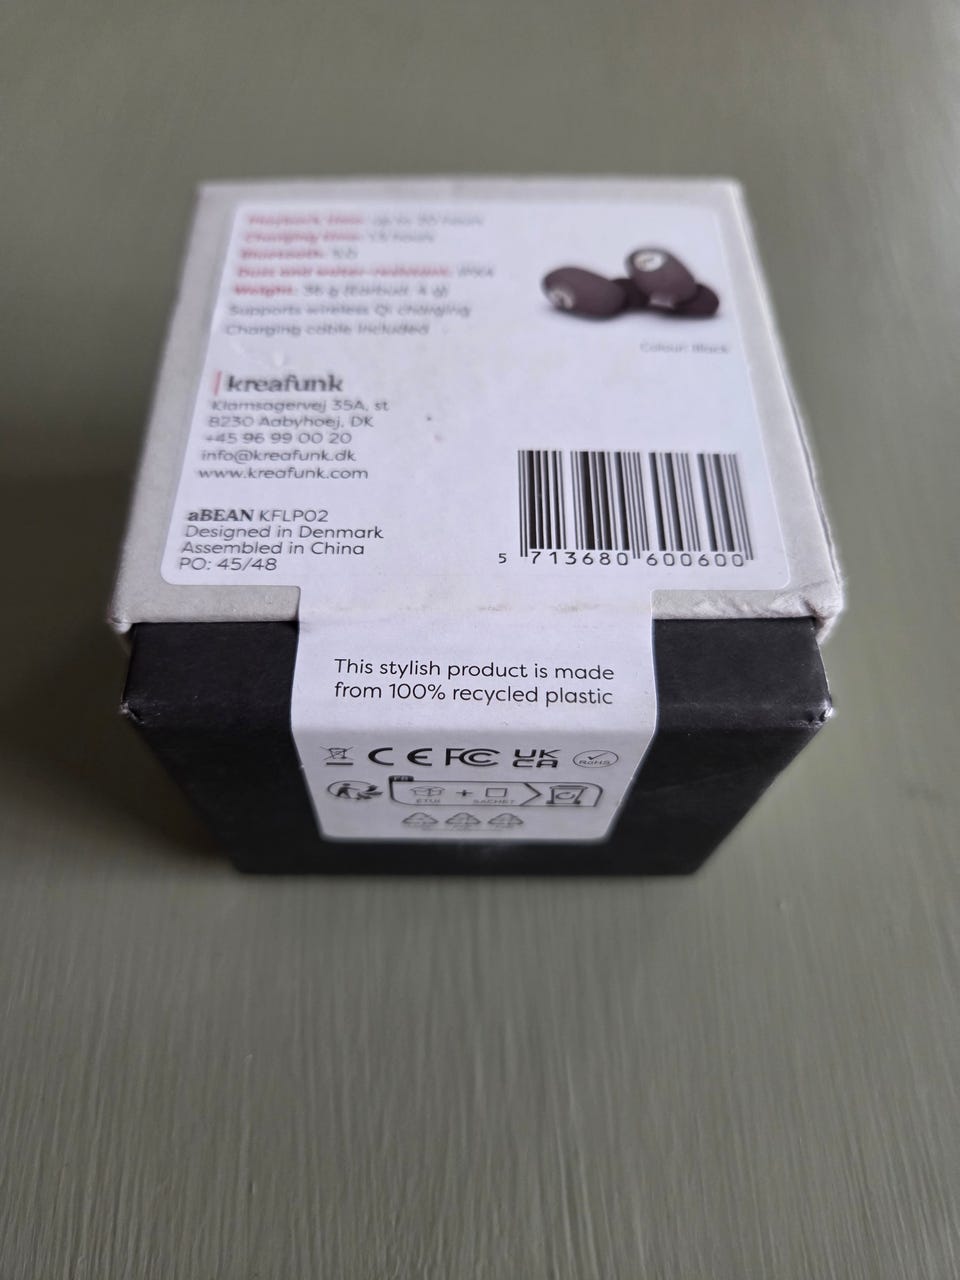 Playback time: up to 20 hours
Charging time: 1.5 hours
Bluetooth: 5.0
Dust and water-resistant:
Weight: 36 g (Earbud: 4 g)
Supports wireless Qi charging
Charging cable included
Colour: Black
kreafunk
Klamsagervej 35A, st
8230 Aabyhoej, DK
+45 96 99 00 20
info@kreafunk.dk
www.kreafunk.com
aBEAN KFLP02
Designed in Denmark
Assembled in China
PO: 45/48
5 713680 600600
This stylish product is made
from 100% recycled plastic
CE FC UK CA RoHS
FR
ÉTUI + SACHET